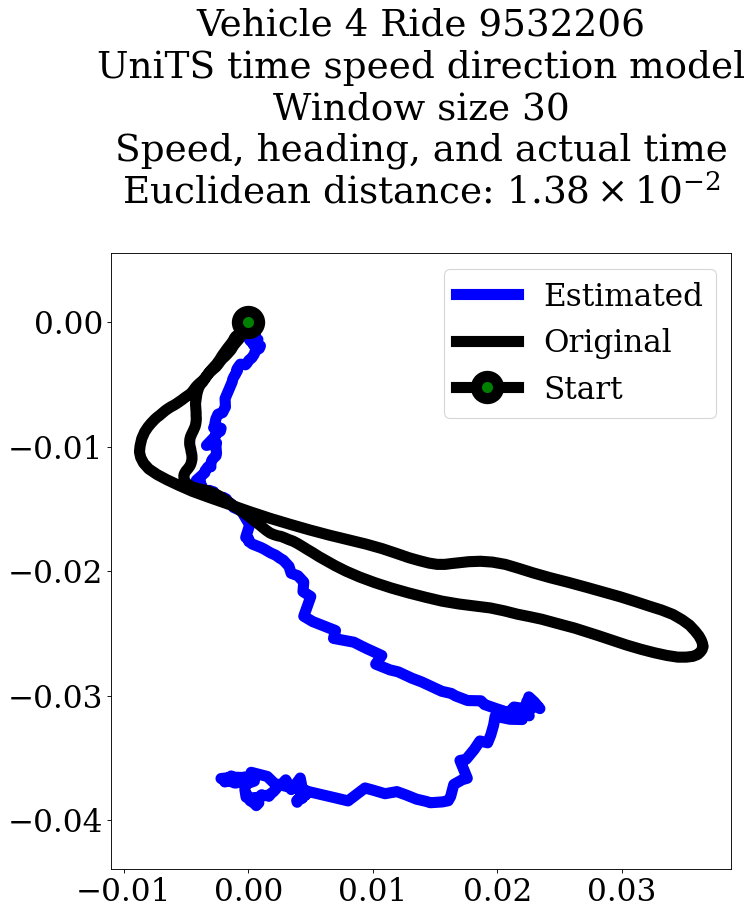 Vehicle 4 Ride 9532206
UniTS time speed direction model
Window size 30
Speed, heading, and actual time
Euclidean distance: 1.38 × 10⁻²
Estimated
Original
Start
0.00
−0.01
−0.02
−0.03
−0.04
−0.01 0.00 0.01 0.02 0.03